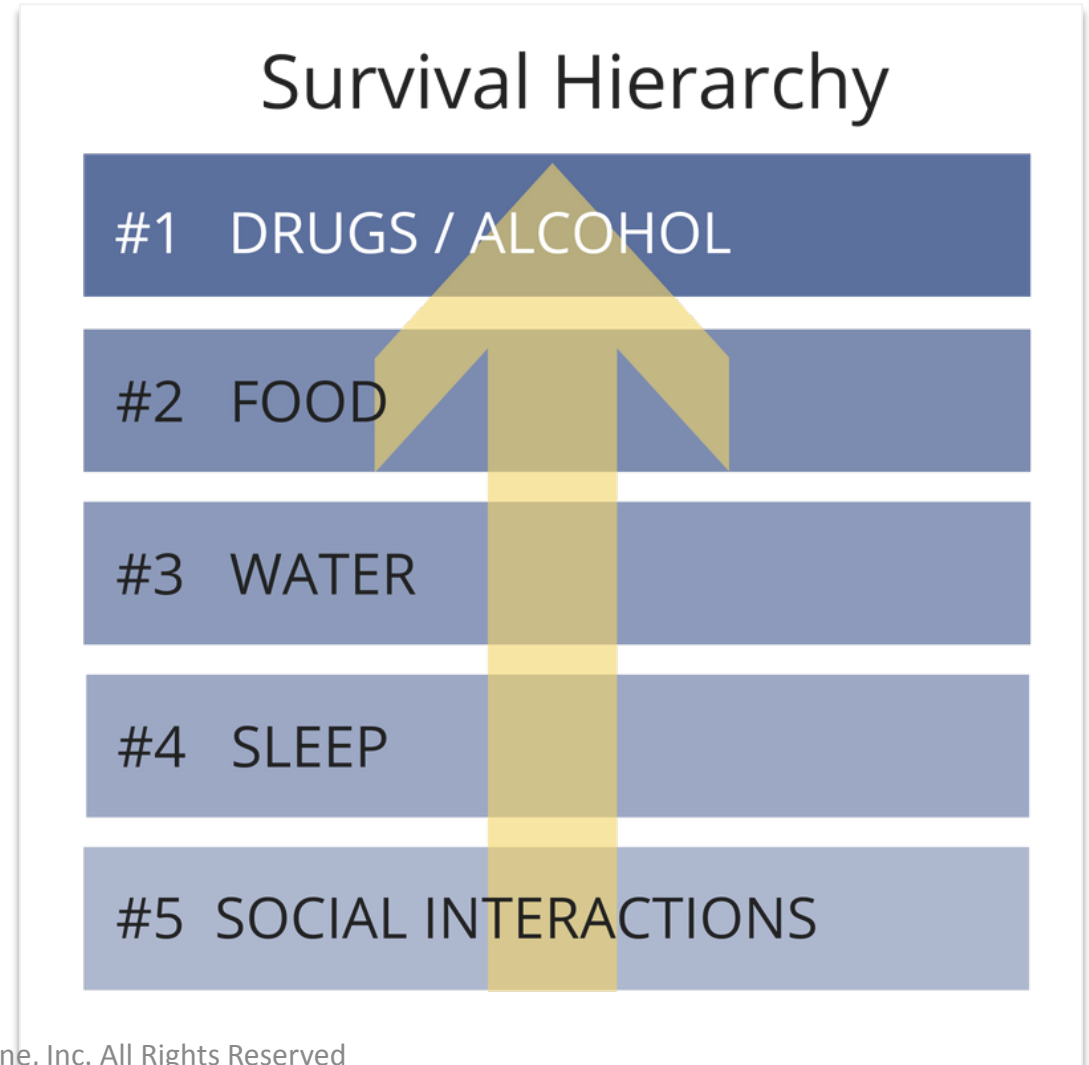 Survival Hierarchy
#1 DRUGS / ALCOHOL
#2 FOOD
#3 WATER
#4 SLEEP
#5 SOCIAL INTERACTIONS
ne, Inc. All Rights Reserved